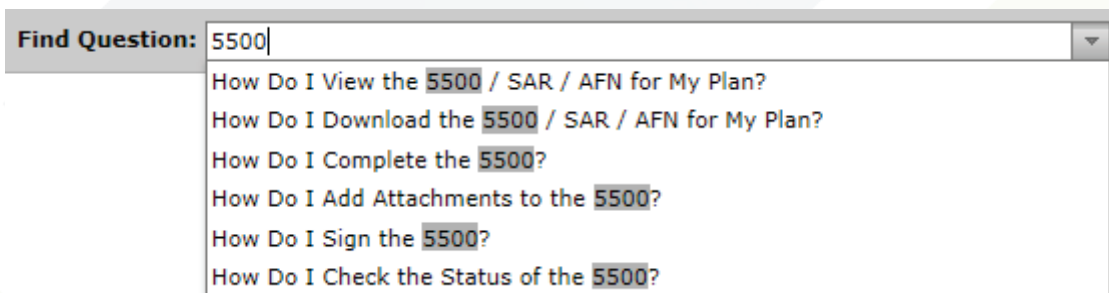 Find Question: 5500
How Do I View the 5500 / SAR / AFN for My Plan?
How Do I Download the 5500 / SAR / AFN for My Plan?
How Do I Complete the 5500?
How Do I Add Attachments to the 5500?
How Do I Sign the 5500?
How Do I Check the Status of the 5500?